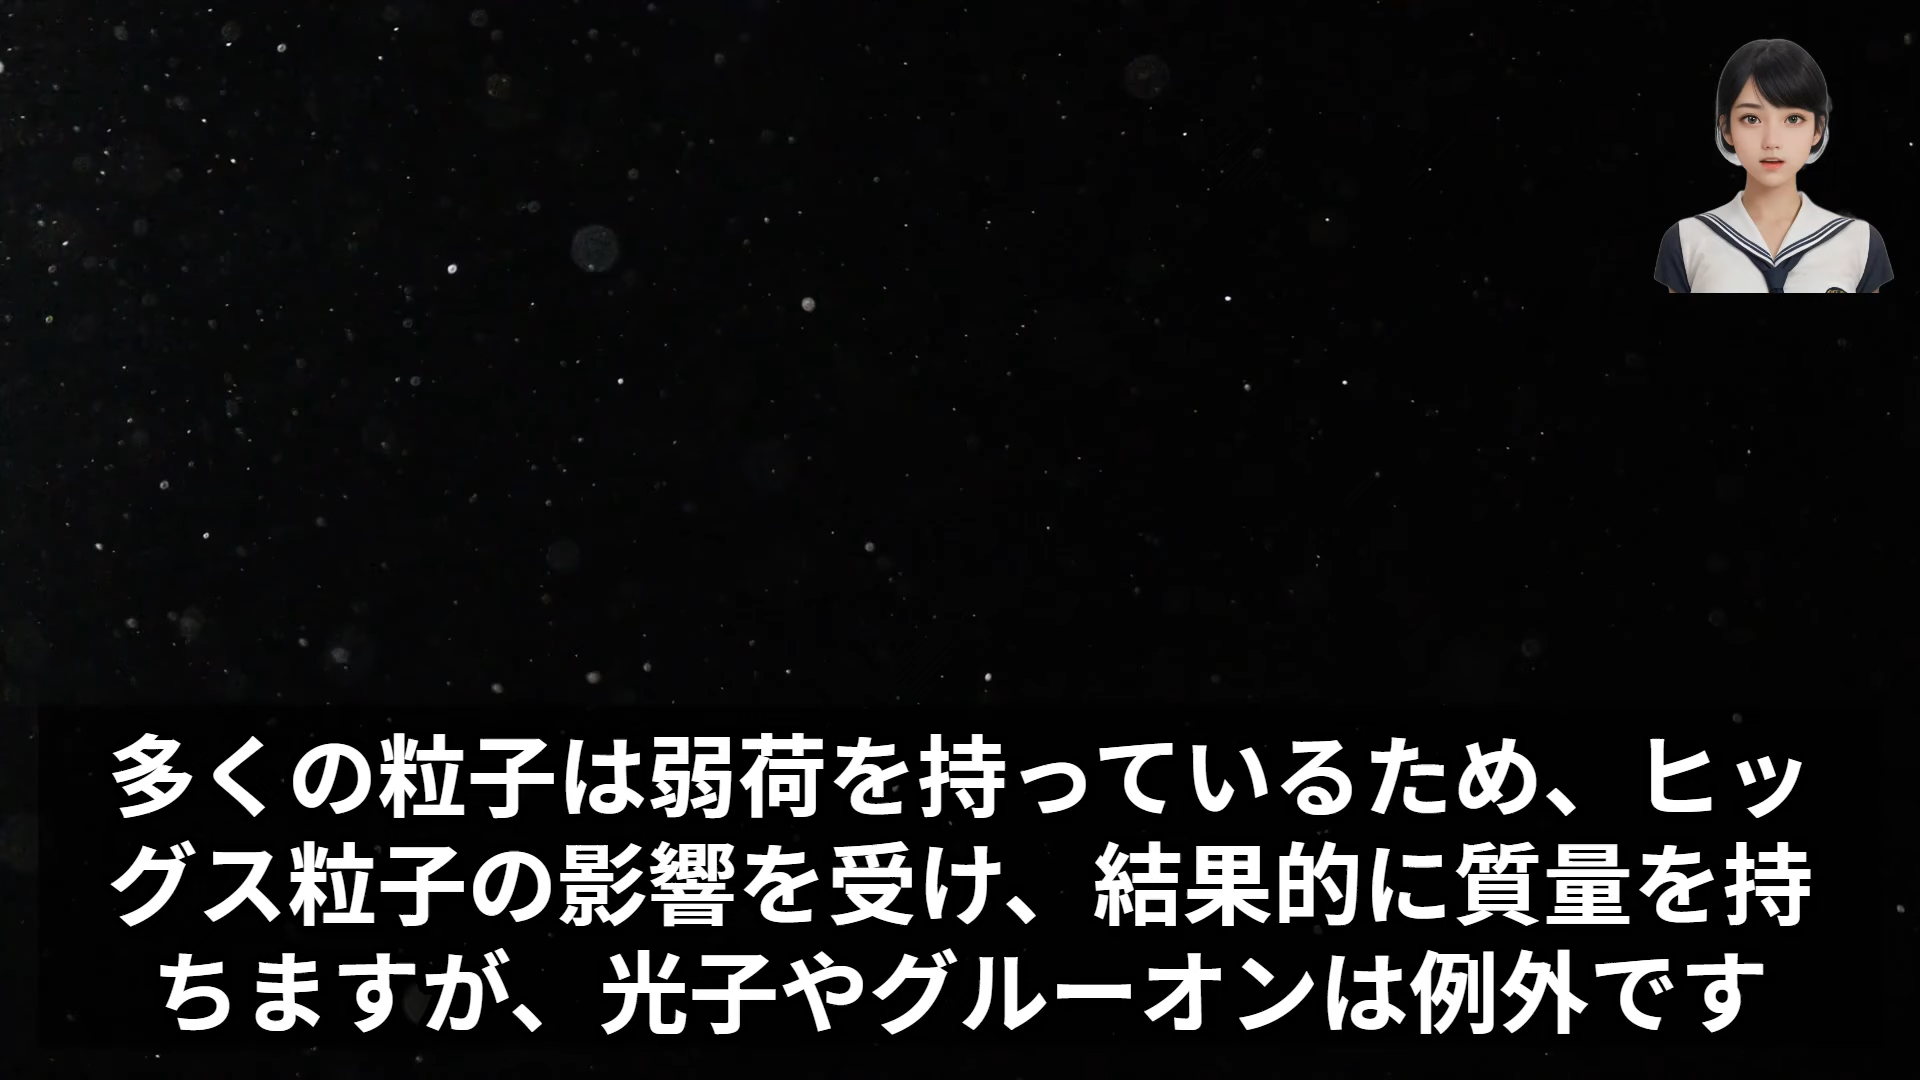 多くの粒子は弱荷を持っているため、ヒッ
グス粒子の影響を受け、結果的に質量を持
ちますが、光子やグルーオンは例外です